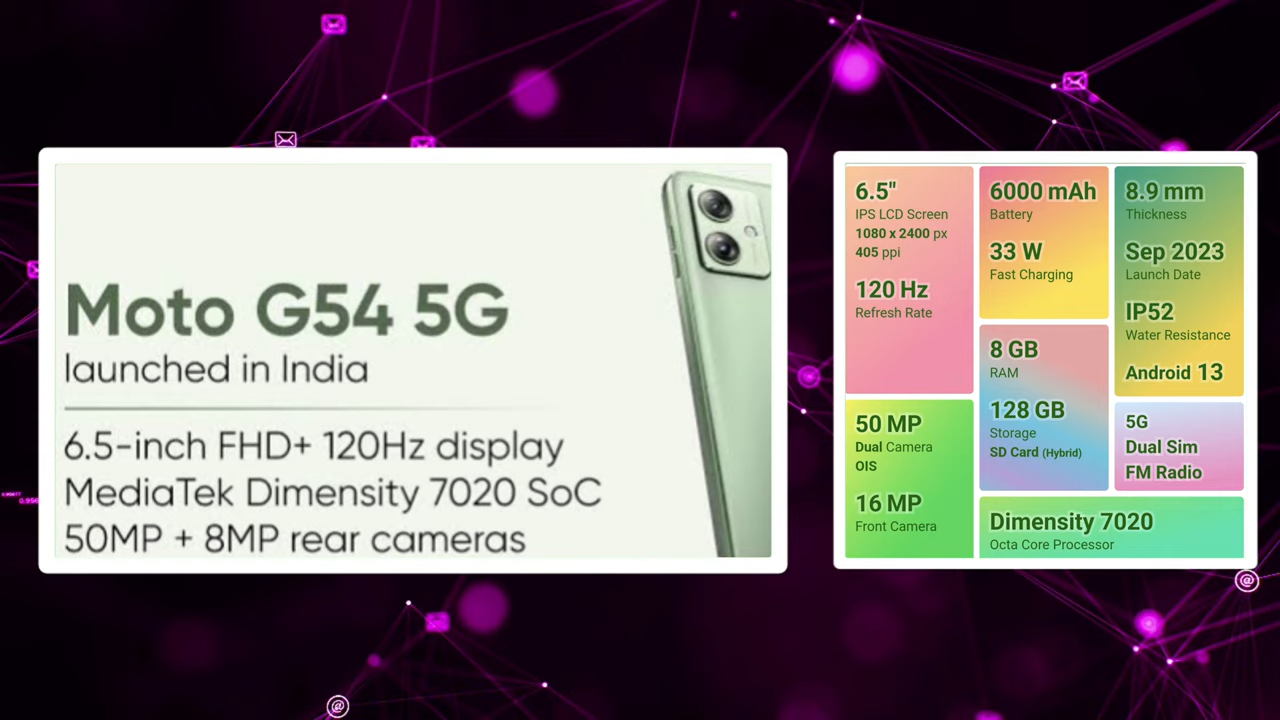 Moto G54 5G
launched in India
6.5-inch FHD+ 120Hz display
MediaTek Dimensity 7020 SoC
50MP + 8MP rear cameras
6.5"
IPS LCD Screen
1080 x 2400 px
405 ppi
120 Hz
Refresh Rate
50 MP
Dual Camera
OIS
16 MP
Front Camera
6000 mAh
Battery
33 W
Fast Charging
8 GB
RAM
128 GB
Storage
SD Card (Hybrid)
8.9 mm
Thickness
Sep 2023
Launch Date
IP52
Water Resistance
Android 13
5G
Dual Sim
FM Radio
Dimensity 7020
Octa Core Processor